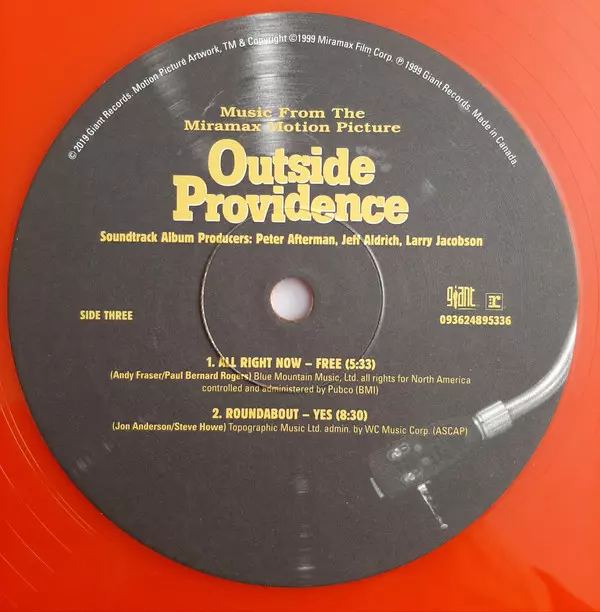 © 2019 Giant Records. Motion Picture Artwork, TM & Copyright ©1999 Miramax Film Corp. ℗ 1999 Giant Records. Made in Canada.
Music From The
Miramax Motion Picture
Outside
Providence
Soundtrack Album Producers: Peter Afterman, Jeff Aldrich, Larry Jacobson
SIDE THREE
giant r
093624895336
1. ALL RIGHT NOW – FREE (5:33)
(Andy Fraser/Paul Bernard Rogers) Blue Mountain Music, Ltd. all rights for North America
controlled and administered by Pubco (BMI)
2. ROUNDABOUT – YES (8:30)
(Jon Anderson/Steve Howe) Topographic Music Ltd. admin. by WC Music Corp. (ASCAP)